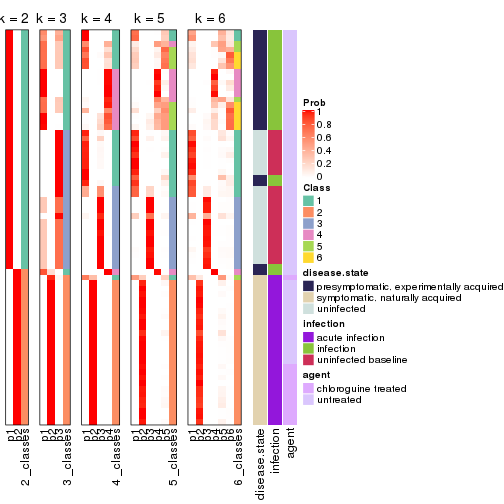 k = 2
k = 3
k = 4
k = 5
k = 6
p1
p2
2_classes
p1
p2
p3
3_classes
p1
p2
p3
p4
4_classes
p1
p2
p3
p4
p5
5_classes
p1
p2
p3
p4
p5
p6
6_classes
disease.state
infection
agent
Prob
1
0.8
0.6
0.4
0.2
0
Class
1
2
3
4
5
6
disease.state
presymptomatic. experimentally acquired
symptomatic. naturally acquired
uninfected
infection
acute infection
infection
uninfected baseline
agent
chloroguine treated
untreated